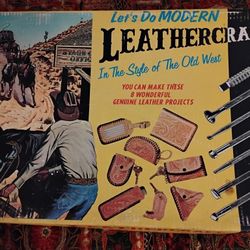 Let's Do MODERN
LEATHERCRA
In The Style of The Old West
YOU CAN MAKE THESE
8 WONDERFUL
GENUINE LEATHER PROJECTS